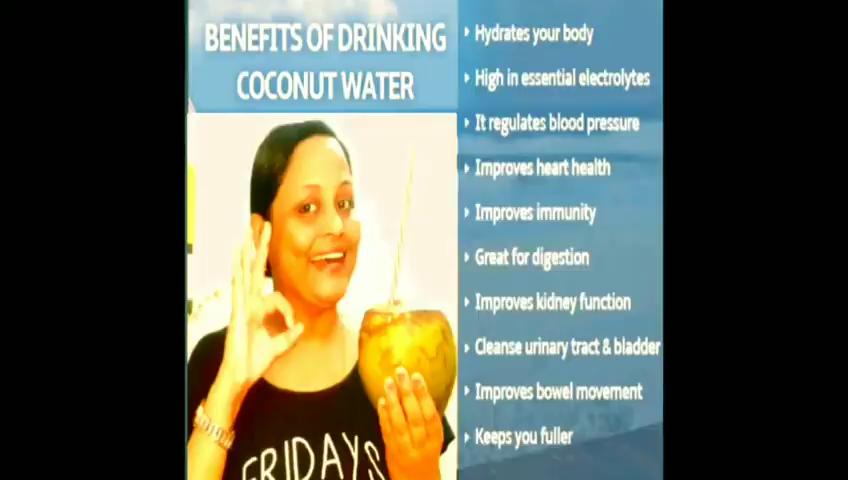 BENEFITS OF DRINKING
COCONUT WATER
Hydrates your body
High in essential electrolytes
It regulates blood pressure
Improves heart health
Improves immunity
Great for digestion
Improves kidney function
Cleanse urinary tract & bladder
Improves bowel movement
Keeps you fuller
FRIDAYS